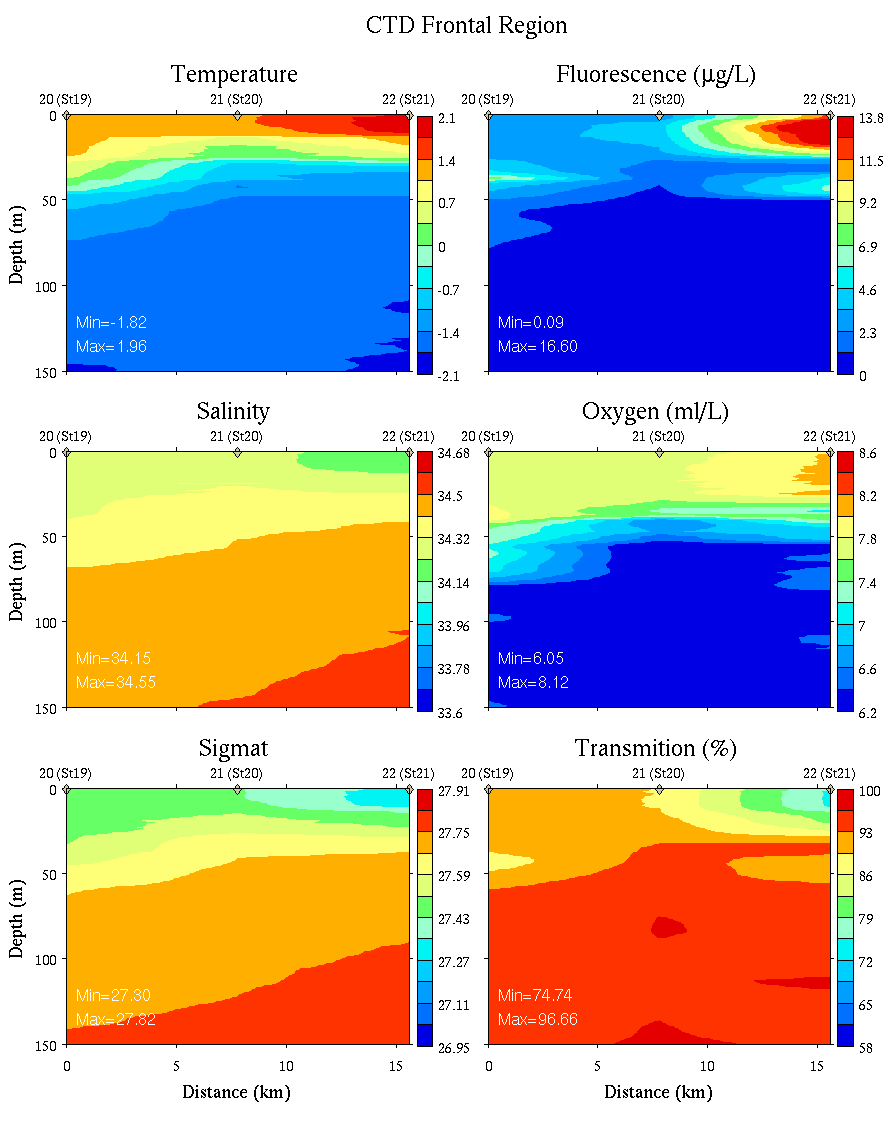 CTD Frontal Region
Temperature
20 (St19) 21 (St20) 22 (St21)
0
50
100
150
Depth (m)
Min=-1.82
Max=1.96
2.1
1.4
0.7
0
-0.7
-1.4
-2.1
Fluorescence (µg/L)
20 (St19) 21 (St20) 22 (St21)
Min=0.09
Max=16.60
13.8
11.5
9.2
6.9
4.6
2.3
0
Salinity
20 (St19) 21 (St20) 22 (St21)
0
50
100
150
Depth (m)
Min=34.15
Max=34.55
34.68
34.5
34.32
34.14
33.96
33.78
33.6
Oxygen (ml/L)
20 (St19) 21 (St20) 22 (St21)
Min=6.05
Max=8.12
8.6
8.2
7.8
7.4
7
6.6
6.2
Sigmat
20 (St19) 21 (St20) 22 (St21)
0
50
100
150
Depth (m)
Min=27.30
Max=27.82
27.91
27.75
27.59
27.43
27.27
27.11
26.95
0 5 10 15
Distance (km)
Transmition (%)
20 (St19) 21 (St20) 22 (St21)
Min=74.74
Max=96.66
100
93
86
79
72
65
58
0 5 10 15
Distance (km)